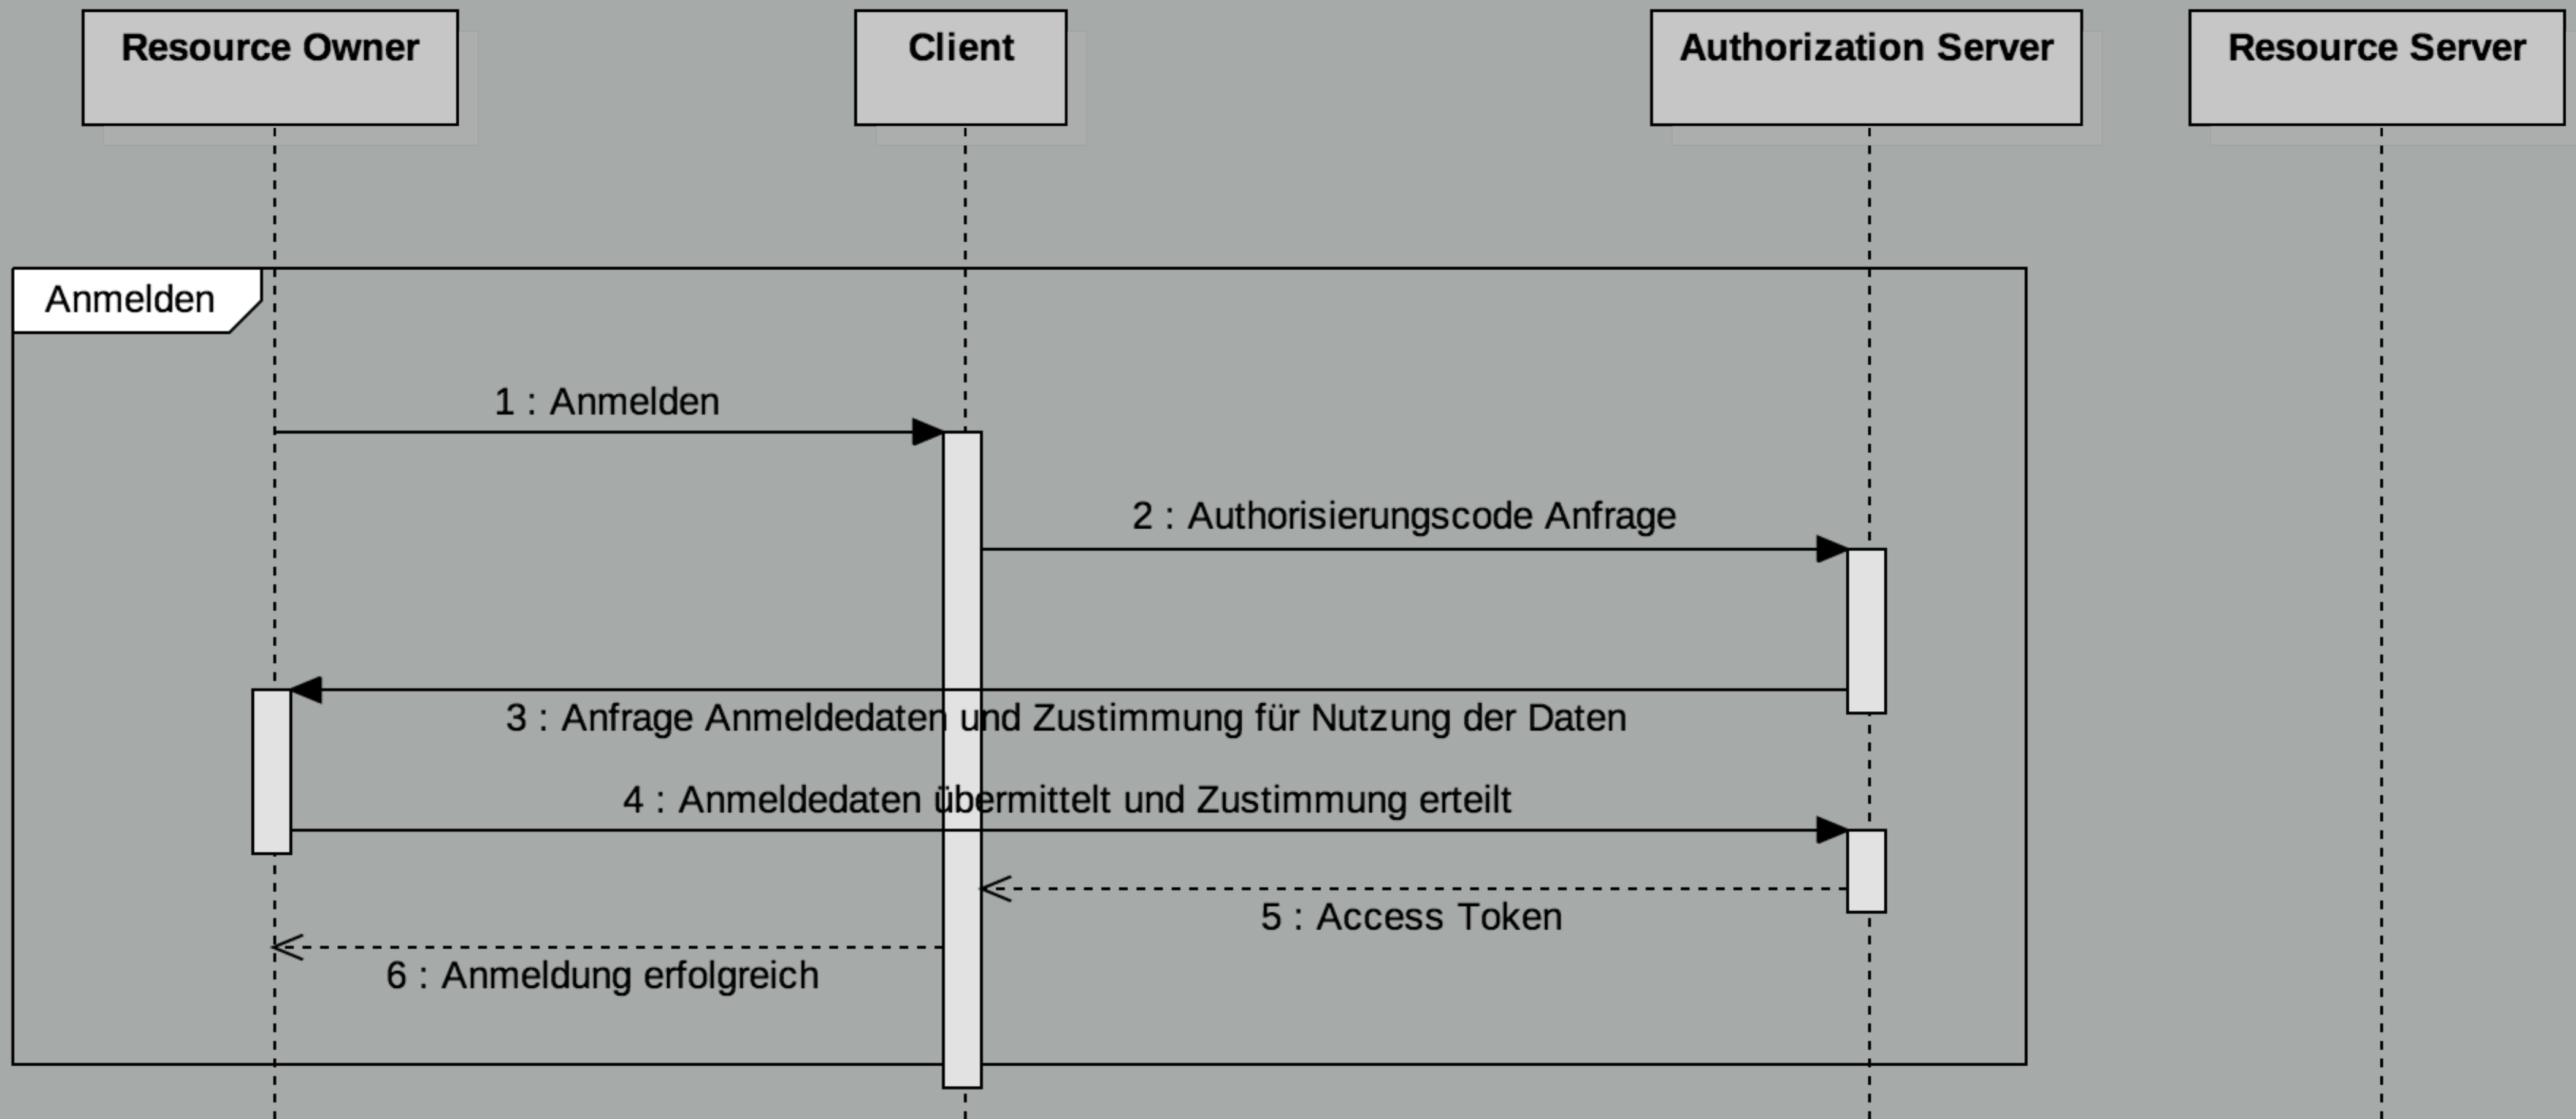 Resource Owner
Client
Authorization Server
Resource Server
Anmelden
1 : Anmelden
2 : Authorisierungscode Anfrage
3 : Anfrage Anmeldedaten und Zustimmung für Nutzung der Daten
4 : Anmeldedaten übermittelt und Zustimmung erteilt
5 : Access Token
6 : Anmeldung erfolgreich